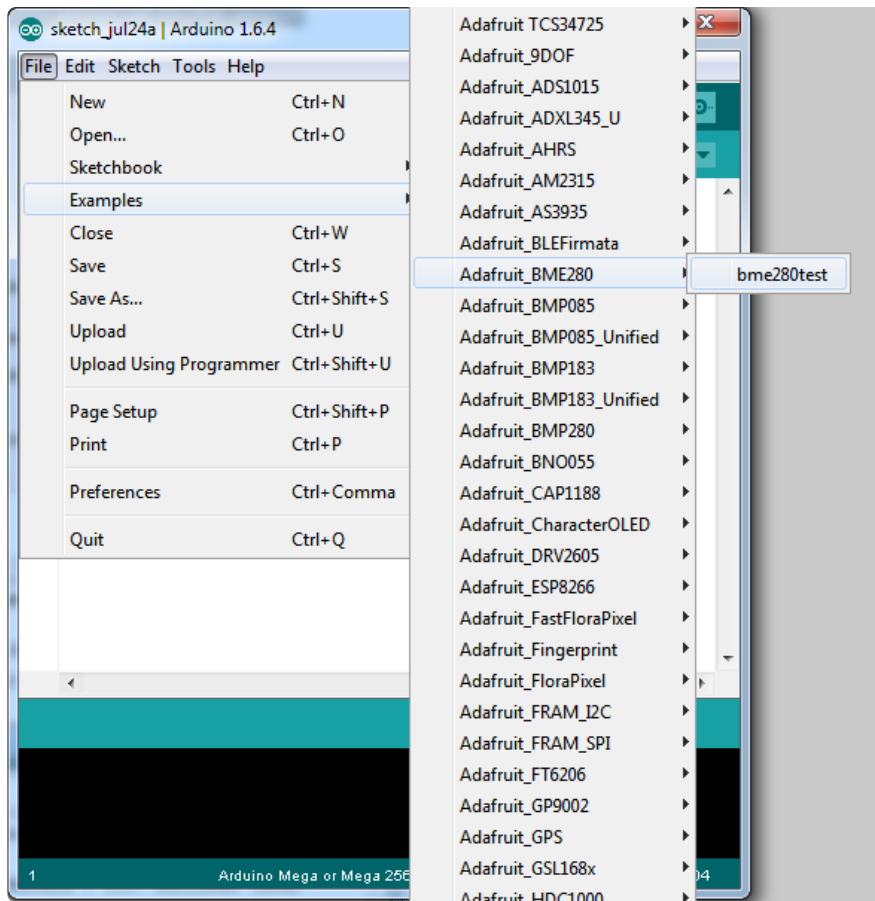 sketch_jul24a | Arduino 1.6.4
File Edit Sketch Tools Help
New Ctrl+N
Open... Ctrl+O
Sketchbook
Examples
Close Ctrl+W
Save Ctrl+S
Save As... Ctrl+Shift+S
Upload Ctrl+U
Upload Using Programmer Ctrl+Shift+U
Page Setup Ctrl+Shift+P
Print Ctrl+P
Preferences Ctrl+Comma
Quit Ctrl+Q
Adafruit TCS34725
Adafruit_9DOF
Adafruit_ADS1015
Adafruit_ADXL345_U
Adafruit_AHRS
Adafruit_AM2315
Adafruit_AS3935
Adafruit_BLEFirmata
Adafruit_BME280
Adafruit_BMP085
Adafruit_BMP085_Unified
Adafruit_BMP183
Adafruit_BMP183_Unified
Adafruit_BMP280
Adafruit_BNO055
Adafruit_CAP1188
Adafruit_CharacterOLED
Adafruit_DRV2605
Adafruit_ESP8266
Adafruit_FastFloraPixel
Adafruit_Fingerprint
Adafruit_FloraPixel
Adafruit_FRAM_I2C
Adafruit_FRAM_SPI
Adafruit_FT6206
Adafruit_GP9002
Adafruit_GPS
Adafruit_GSL168x
Adafruit_HDC1000
bme280test
1 Arduino Mega or Mega 256 04